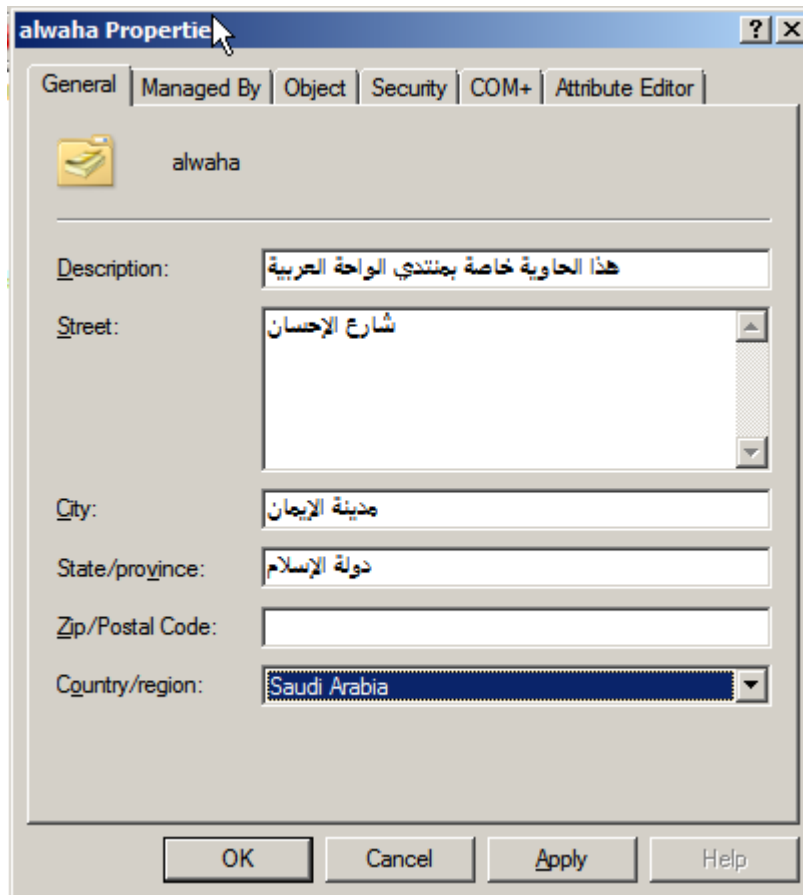 alwaha Propertie
General Managed By Object Security COM+ Attribute Editor
alwaha
Description: هذا الحاوية خاصة بمنتدي الواحة العربية
Street: شارع الإحسان
City: مدينة الإيمان
State/province: دولة الإسلام
Zip/Postal Code:
Country/region: Saudi Arabia
OK Cancel Apply Help